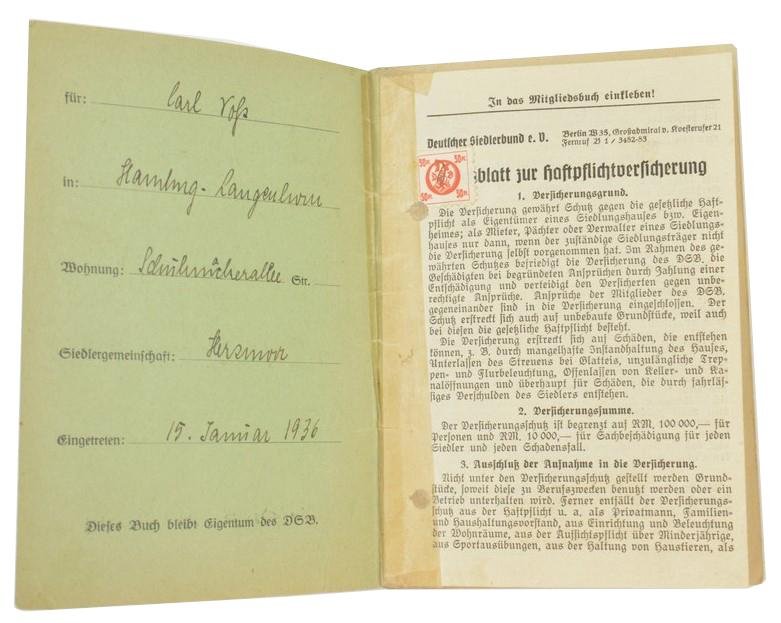 für: Carl Voß
in: Hamburg-Langenhorn
Wohnung: Str.
Siedlergemeinschaft:
Eingetreten: 15. Januar 1936
Dieses Buch bleibt Eigentum des DSB.
In das Mitgliedsbuch einkleben!
Deutscher Siedlerbund e. V.
Berlin W 35, Großadmiral v. Koesterufer 21
Fernruf B 1 / 3482-83
50 Pf. 50 Pf.
50 50
sblatt zur Haftpflichtversicherung
1. Versicherungsgrund.
Die Versicherung gewährt Schutz gegen die gesetzliche Haft-
pflicht als Eigentümer eines Siedlungshauses bzw. Eigen-
heimes; als Mieter, Pächter oder Verwalter eines Siedlungs-
hauses nur dann, wenn der zuständige Siedlungsträger nicht
die Versicherung selbst vorgenommen hat. Im Rahmen des ge-
währten Schutzes befriedigt die Versicherung des DSB. die
Geschädigten bei begründeten Ansprüchen durch Zahlung einer
Entschädigung und verteidigt den Versicherten gegen unbe-
rechtigte Ansprüche. Ansprüche der Mitglieder des DSB.
gegeneinander sind in die Versicherung eingeschlossen. Der
Schutz erstreckt sich auch auf unbebaute Grundstücke, weil auch
bei diesen die gesetzliche Haftpflicht besteht.
Die Versicherung erstreckt sich auf Schäden, die entstehen
können, z. B. durch mangelhafte Instandhaltung des Hauses,
Unterlassen des Streuens bei Glatteis, unzulängliche Trep-
pen- und Flurbeleuchtung, Offenlassen von Keller- und Ka-
nalöffnungen und überhaupt für Schäden, die durch fahrläs-
siges Verschulden des Siedlers entstehen.
2. Versicherungssumme.
Der Versicherungsschutz ist begrenzt auf RM. 100 000,— für
Personen und RM. 10 000,— für Sachbeschädigung für jeden
Siedler und jeden Schadensfall.
3. Ausschluß der Aufnahme in die Versicherung.
Nicht unter den Versicherungsschutz gestellt werden Grund-
stücke, soweit diese zu Berufszwecken benutzt werden oder ein
Betrieb unterhalten wird. Ferner entfällt der Versicherungs-
schutz aus der Haftpflicht u. a. als Privatmann, Familien-
und Haushaltungsvorstand, aus Einrichtung und Beleuchtung
der Wohnräume, aus der Aufsichtspflicht über Minderjährige,
aus Sportausübungen, aus der Haltung von Haustieren, als